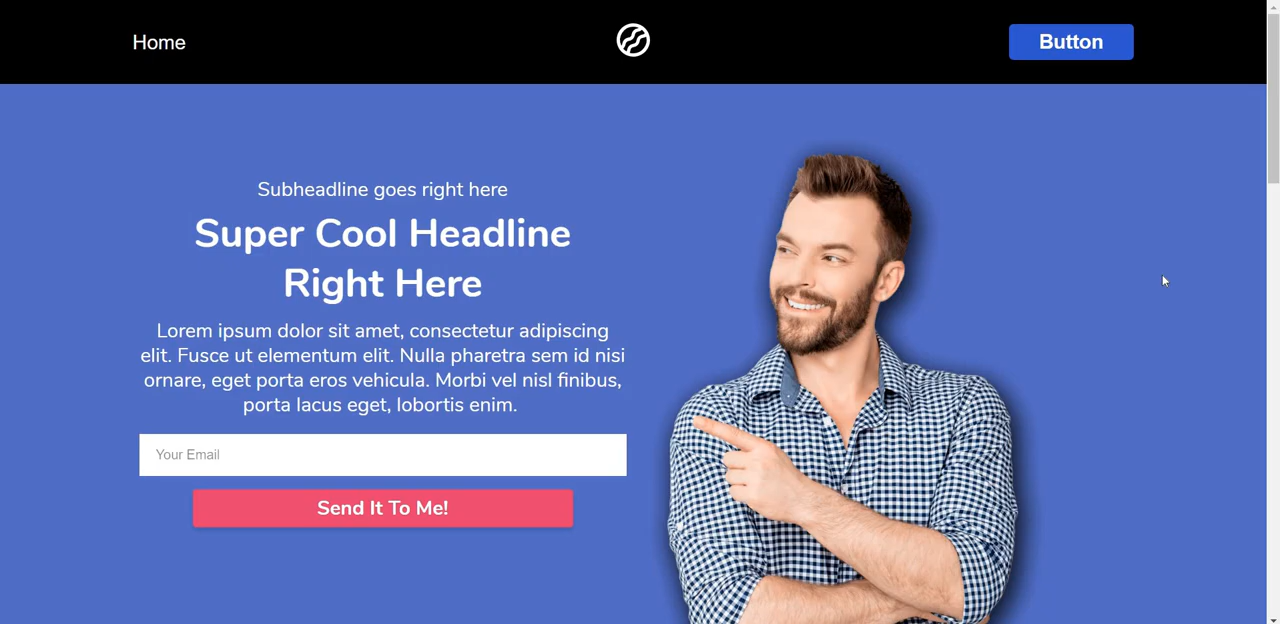 Home
Button
Subheadline goes right here
Super Cool Headline
Right Here
Lorem ipsum dolor sit amet, consectetur adipiscing
elit. Fusce ut elementum elit. Nulla pharetra sem id nisi
ornare, eget porta eros vehicula. Morbi vel nisl finibus,
porta lacus eget, lobortis enim.
Your Email
Send It To Me!